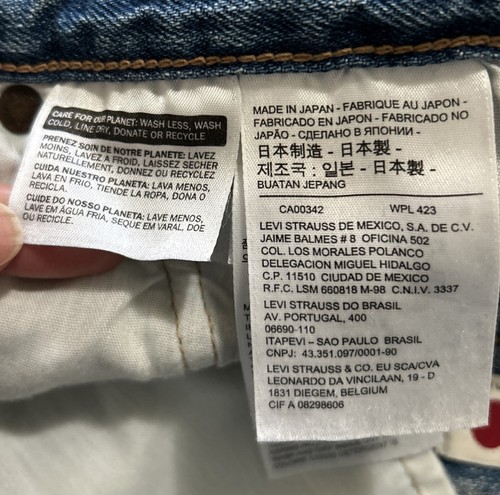 CARE FOR OUR PLANET: WASH LESS, WASH
COLD, LINE DRY, DONATE OR RECYCLE
PRENEZ SOIN DE NOTRE PLANETE: LAVEZ
MOINS, LAVEZ A FROID, LAISSEZ SECHER
NATURELLEMENT, DONNEZ OU RECYCLEZ
CUIDA NUESTRO PLANETA: LAVA MENOS,
LAVA EN FRIO, TIENDE LA ROPA, DONA O
RECICLA.
CUIDE DO NOSSO PLANETA: LAVE MENOS,
LAVE EM ÁGUA FRIA, SEQUE EM VARAL, DOE
OU RECICLE.
MADE IN JAPAN - FABRIQUE AU JAPON -
FABRICADO EN JAPON - FABRICADO NO
JAPÃO - СДЕЛАНО В ЯПОНИИ -
日本制造 - 日本製 -
제조국 : 일본 - 日本製 -
BUATAN JEPANG
CA00342 WPL 423
LEVI STRAUSS DE MEXICO, S.A. DE C.V.
JAIME BALMES # 8 OFICINA 502
COL. LOS MORALES POLANCO
DELEGACION MIGUEL HIDALGO
C.P. 11510 CIUDAD DE MEXICO
R.F.C. LSM 660818 M-98 C.N.I.V. 3337
LEVI STRAUSS DO BRASIL
AV. PORTUGAL, 400
06690-110
ITAPEVI – SAO PAULO BRASIL
CNPJ: 43.351.097/0001-90
LEVI STRAUSS & CO. EU SCA/CVA
LEONARDO DA VINCILAAN, 19 - D
1831 DIEGEM, BELGIUM
CIF A 08298606